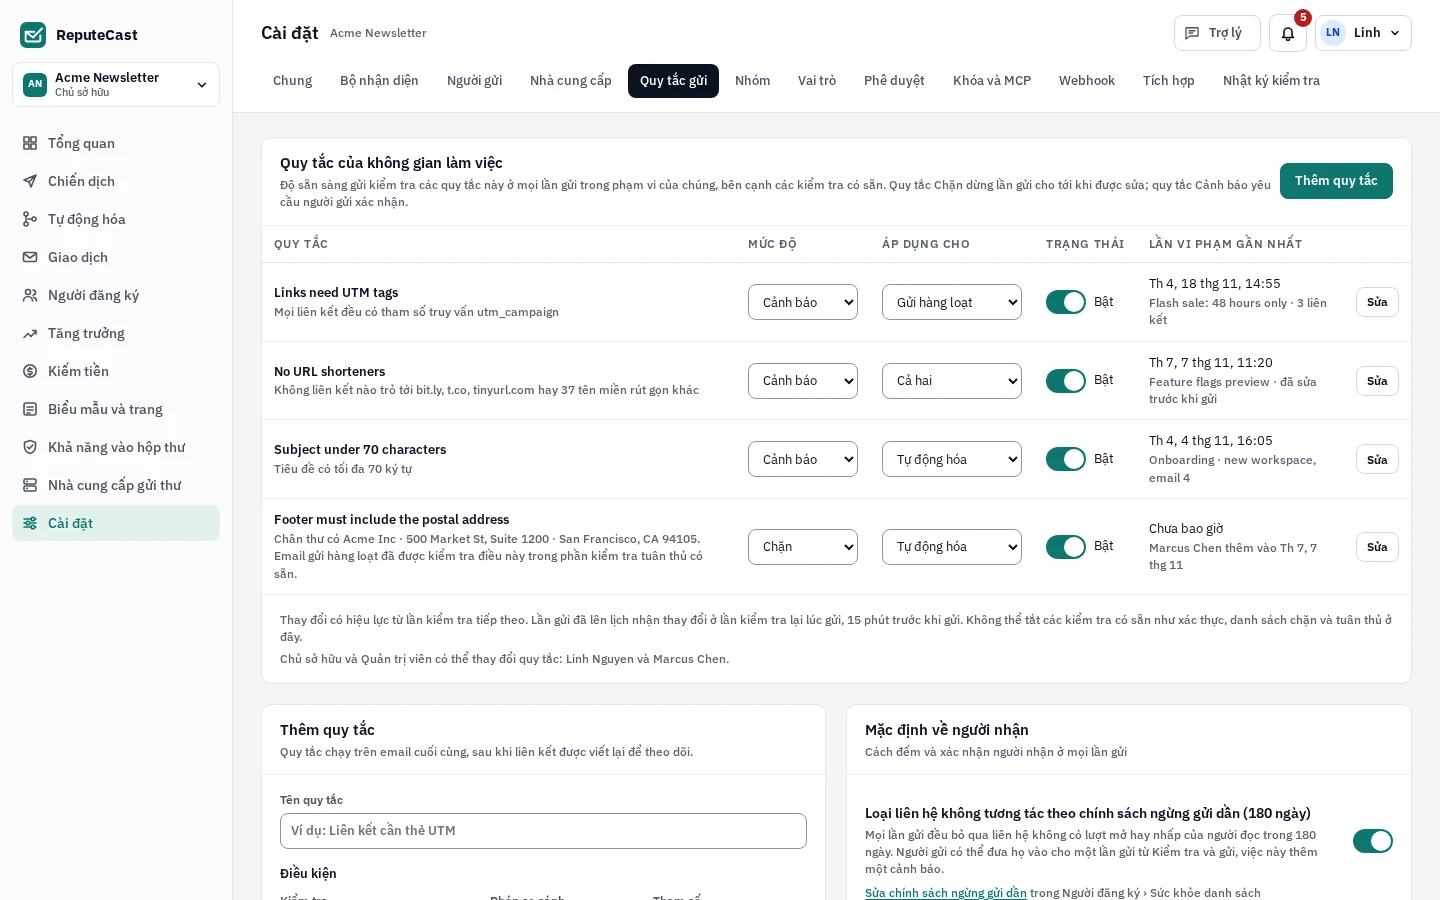 ReputeCast
AN
Acme Newsletter
Chủ sở hữu
Tổng quan
Chiến dịch
Tự động hóa
Giao dịch
Người đăng ký
Tăng trưởng
Kiếm tiền
Biểu mẫu và trang
Khả năng vào hộp thư
Nhà cung cấp gửi thư
Cài đặt
Cài đặt
Acme Newsletter
Trợ lý
5
LN
Linh
Chung
Bộ nhận diện
Người gửi
Nhà cung cấp
Quy tắc gửi
Nhóm
Vai trò
Phê duyệt
Khóa và MCP
Webhook
Tích hợp
Nhật ký kiểm tra
Quy tắc của không gian làm việc
Độ sẵn sàng gửi kiểm tra các quy tắc này ở mọi lần gửi trong phạm vi của chúng, bên cạnh các kiểm tra có sẵn. Quy tắc Chặn dừng lần gửi cho tới khi được sửa; quy tắc Cảnh báo yêu
cầu người gửi xác nhận.
Thêm quy tắc
QUY TẮC
MỨC ĐỘ
ÁP DỤNG CHO
TRẠNG THÁI
LẦN VI PHẠM GẦN NHẤT
Links need UTM tags
Mọi liên kết đều có tham số truy vấn utm_campaign
Cảnh báo
Gửi hàng loạt
Bật
Th 4, 18 thg 11, 14:55
Flash sale: 48 hours only · 3 liên
kết
Sửa
No URL shorteners
Không liên kết nào trỏ tới bit.ly, t.co, tinyurl.com hay 37 tên miền rút gọn khác
Cảnh báo
Cả hai
Bật
Th 7, 7 thg 11, 11:20
Feature flags preview · đã sửa
trước khi gửi
Sửa
Subject under 70 characters
Tiêu đề có tối đa 70 ký tự
Cảnh báo
Tự động hóa
Bật
Th 4, 4 thg 11, 16:05
Onboarding · new workspace,
email 4
Sửa
Footer must include the postal address
Chân thư có Acme Inc · 500 Market St, Suite 1200 · San Francisco, CA 94105.
Email gửi hàng loạt đã được kiểm tra điều này trong phần kiểm tra tuân thủ có
sẵn.
Chặn
Tự động hóa
Bật
Chưa bao giờ
Marcus Chen thêm vào Th 7, 7
thg 11
Sửa
Thay đổi có hiệu lực từ lần kiểm tra tiếp theo. Lần gửi đã lên lịch nhận thay đổi ở lần kiểm tra lại lúc gửi, 15 phút trước khi gửi. Không thể tắt các kiểm tra có sẵn như xác thực, danh sách chặn và tuân thủ ở
đây.
Chủ sở hữu và Quản trị viên có thể thay đổi quy tắc: Linh Nguyen và Marcus Chen.
Thêm quy tắc
Quy tắc chạy trên email cuối cùng, sau khi liên kết được viết lại để theo dõi.
Tên quy tắc
Ví dụ: Liên kết cần thẻ UTM
Điều kiện
Kiểm tra
Phép so sánh
Tham số
Mặc định về người nhận
Cách đếm và xác nhận người nhận ở mọi lần gửi
Loại liên hệ không tương tác theo chính sách ngừng gửi dần (180 ngày)
Mọi lần gửi đều bỏ qua liên hệ không có lượt mở hay nhấp của người đọc trong 180
ngày. Người gửi có thể đưa họ vào cho một lần gửi từ Kiểm tra và gửi, việc này thêm
một cảnh báo.
Sửa chính sách ngừng gửi dần trong Người đăng ký › Sức khỏe danh sách